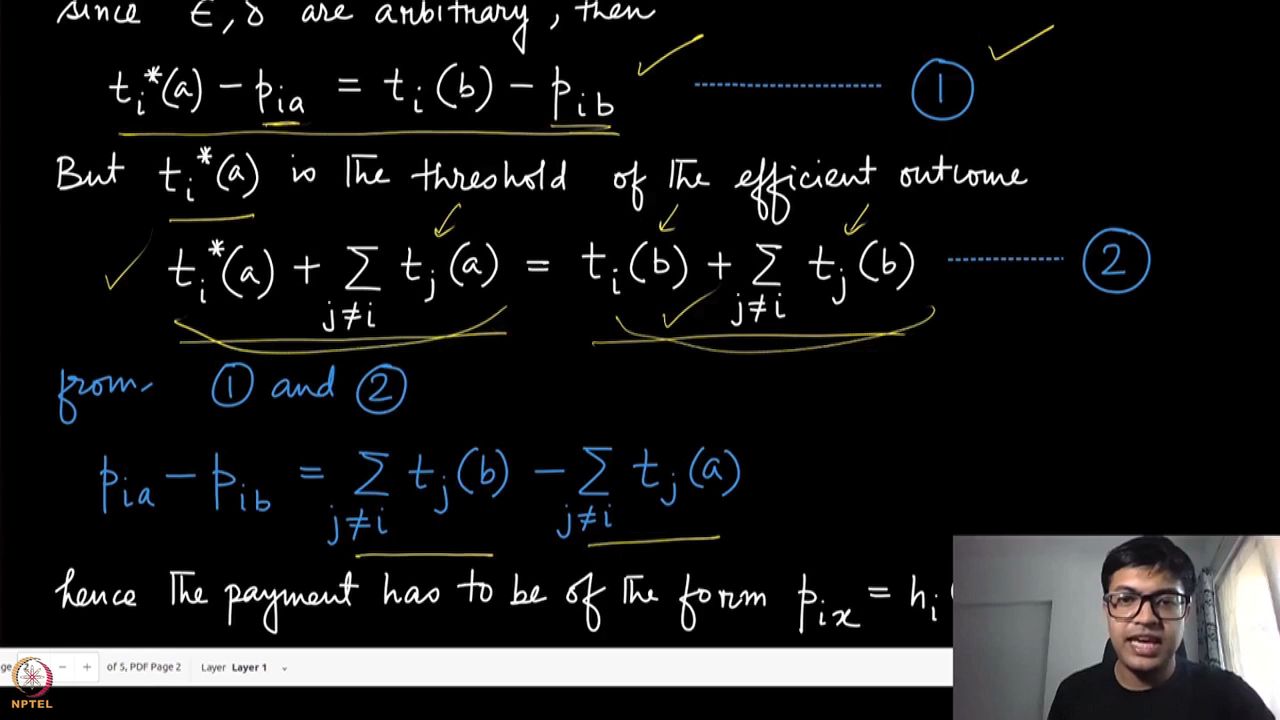 since ε, δ are arbitrary, then
tᵢ*(a) − pᵢₐ = tᵢ(b) − pᵢb ①
But tᵢ*(a) is the threshold of the efficient outcome
tᵢ*(a) + Σ_{j≠i} tⱼ(a) = tᵢ(b) + Σ_{j≠i} tⱼ(b) ②
from ① and ②
pᵢₐ − pᵢb = Σ_{j≠i} tⱼ(b) − Σ_{j≠i} tⱼ(a)
hence the payment has to be of the form pᵢₓ = hᵢ
of 5, PDF Page 2 Layer Layer 1
NPTEL